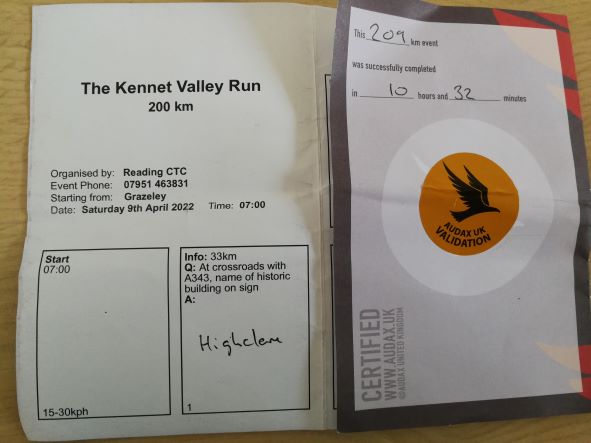 The Kennet Valley Run
200 km
Organised by: Reading CTC
Event Phone: 07951 463831
Starting from: Grazeley
Date: Saturday 9th April 2022 Time: 07:00
Start
07:00
15-30kph
Info: 33km
Q: At crossroads with
A343, name of historic
building on sign
A:
Highclere
1
This 209 km event
was successfully completed
in 10 hours and 32 minutes
AUDAX UK
VALIDATION
CERTIFIED
WWW.AUDAX.UK
©AUDAX UNITED KINGDOM